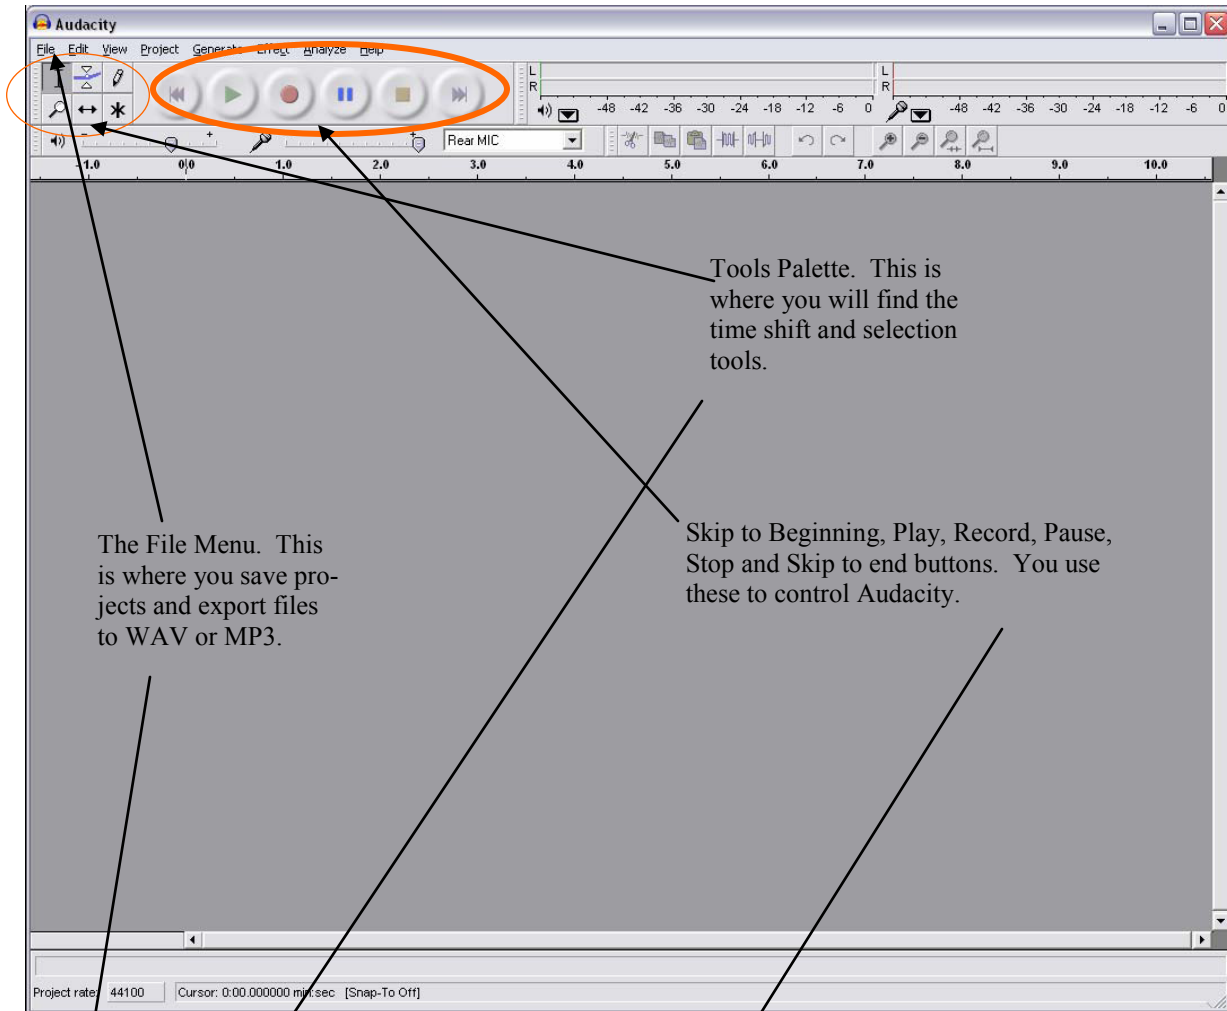 Audacity
File Edit View Project Generate Effect Analyze Help
L
R
-48 -42 -36 -30 -24 -18 -12 -6 0
L
R
-48 -42 -36 -30 -24 -18 -12 -6 0
- + - + Rear MIC
-1.0 0.0 1.0 2.0 3.0 4.0 5.0 6.0 7.0 8.0 9.0 10.0
Tools Palette. This is
where you will find the
time shift and selection
tools.
The File Menu. This
is where you save pro-
jects and export files
to WAV or MP3.
Skip to Beginning, Play, Record, Pause,
Stop and Skip to end buttons. You use
these to control Audacity.
Project rate: 44100 Cursor: 0:00.000000 min:sec [Snap-To Off]